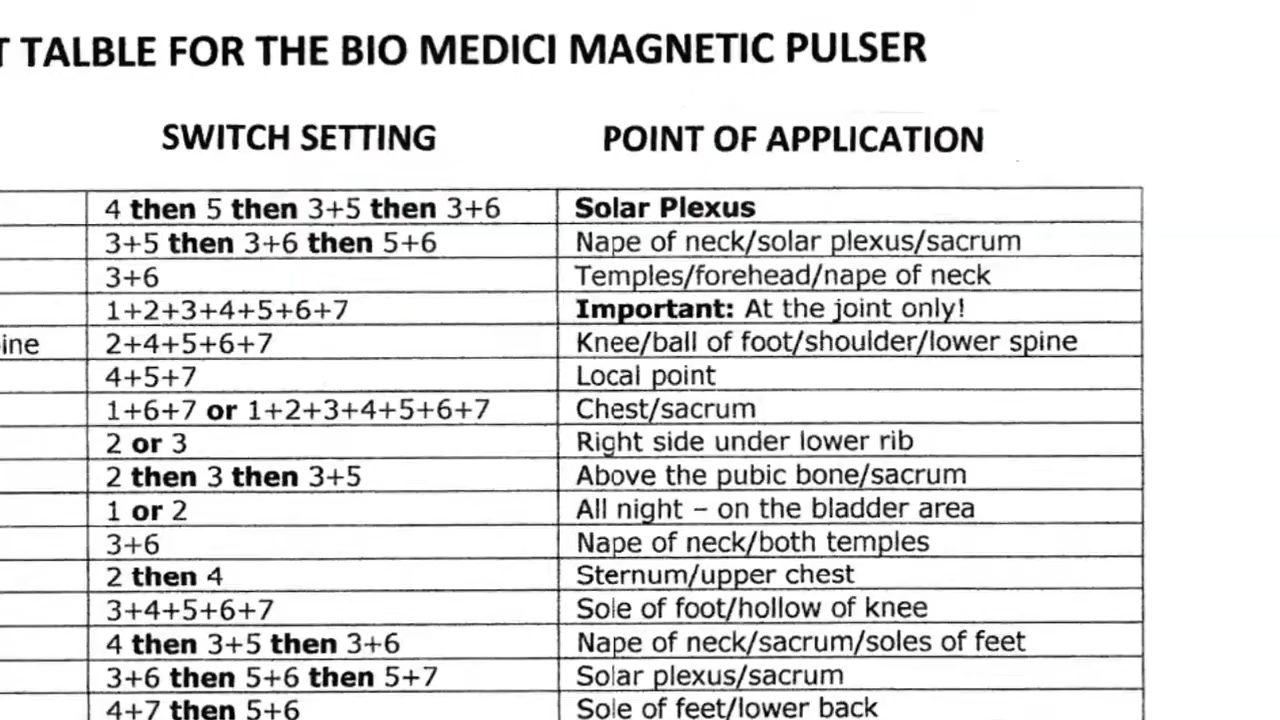 T TALBLE FOR THE BIO MEDICI MAGNETIC PULSER
SWITCH SETTING POINT OF APPLICATION
4 then 5 then 3+5 then 3+6 Solar Plexus
3+5 then 3+6 then 5+6 Nape of neck/solar plexus/sacrum
3+6 Temples/forehead/nape of neck
1+2+3+4+5+6+7 Important: At the joint only!
ine 2+4+5+6+7 Knee/ball of foot/shoulder/lower spine
4+5+7 Local point
1+6+7 or 1+2+3+4+5+6+7 Chest/sacrum
2 or 3 Right side under lower rib
2 then 3 then 3+5 Above the pubic bone/sacrum
1 or 2 All night – on the bladder area
3+6 Nape of neck/both temples
2 then 4 Sternum/upper chest
3+4+5+6+7 Sole of foot/hollow of knee
4 then 3+5 then 3+6 Nape of neck/sacrum/soles of feet
3+6 then 5+6 then 5+7 Solar plexus/sacrum
4+7 then 5+6 Sole of feet/lower back